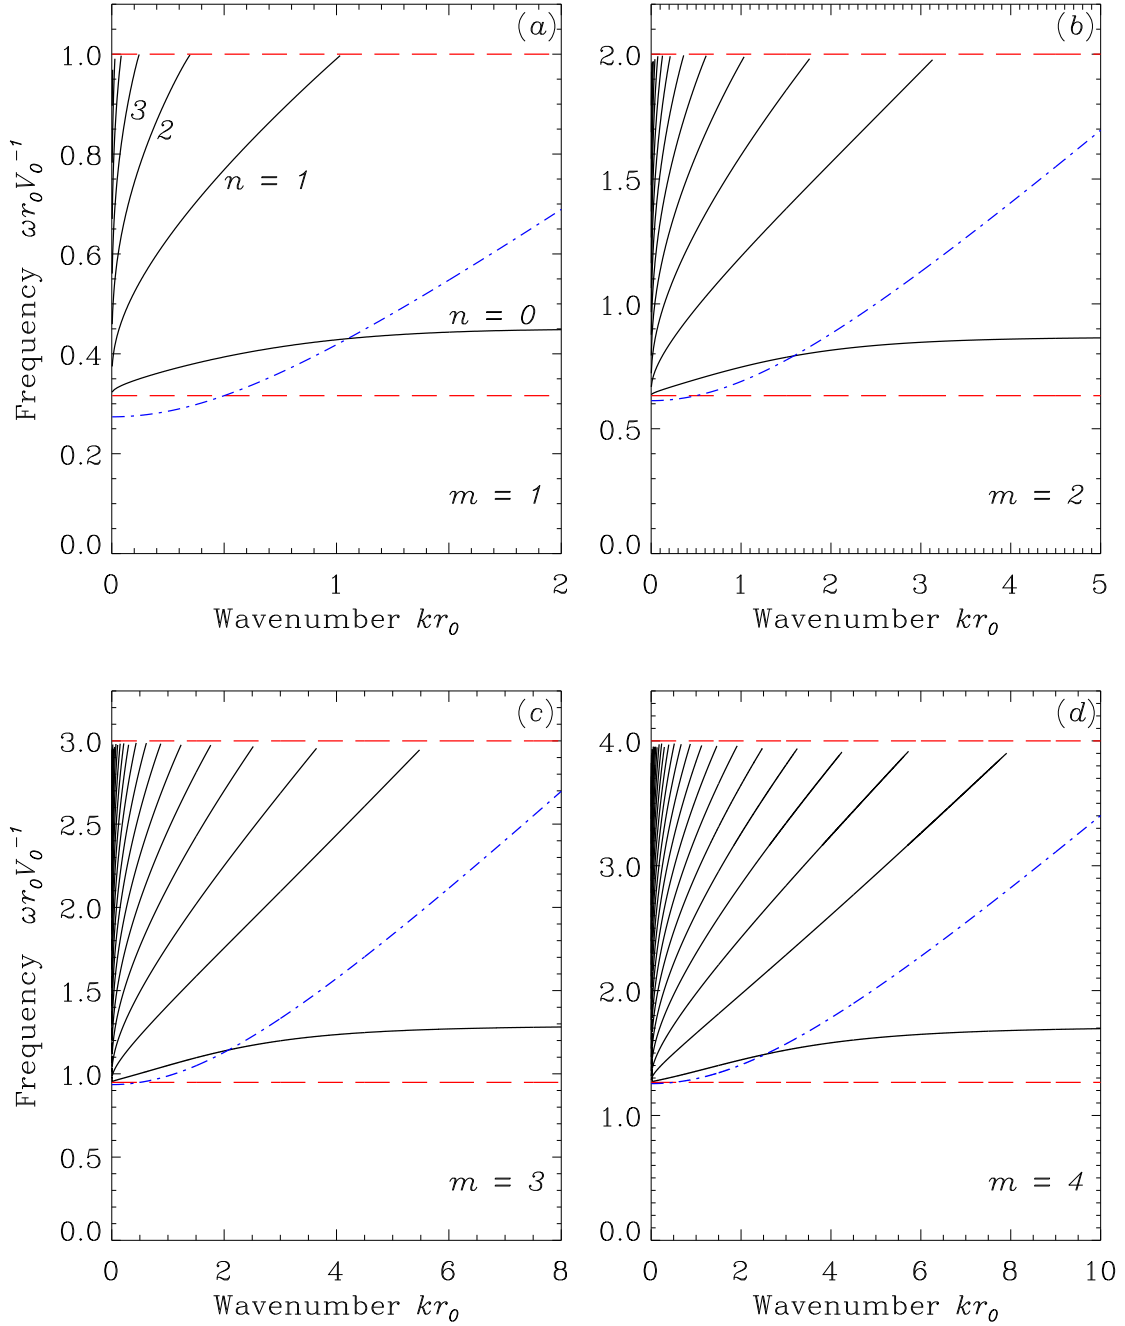 (a)
1.0
0.8
0.6
0.4
0.2
0.0
3
2
n = 1
n = 0
m = 1
Frequency ωr₀V₀⁻¹
0 1 2
Wavenumber kr₀
(b)
2.0
1.5
1.0
0.5
0.0
m = 2
0 1 2 3 4 5
Wavenumber kr₀
(c)
3.0
2.5
2.0
1.5
1.0
0.5
0.0
m = 3
Frequency ωr₀V₀⁻¹
0 2 4 6 8
Wavenumber kr₀
(d)
4.0
3.0
2.0
1.0
0.0
m = 4
0 2 4 6 8 10
Wavenumber kr₀